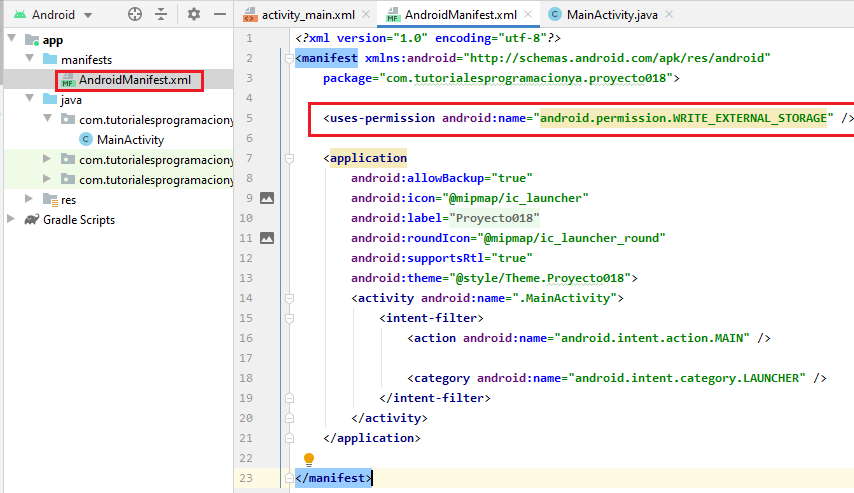 Android
activity_main.xml
AndroidManifest.xml
MainActivity.java
app
manifests
AndroidManifest.xml
java
com.tutorialesprogramacionya
MainActivity
com.tutorialesprogramacionya
com.tutorialesprogramacionya
res
Gradle Scripts
1 <?xml version="1.0" encoding="utf-8"?>
2 <manifest xmlns:android="http://schemas.android.com/apk/res/android"
3 package="com.tutorialesprogramacionya.proyecto018">
4
5 <uses-permission android:name="android.permission.WRITE_EXTERNAL_STORAGE" />
6
7 <application
8 android:allowBackup="true"
9 android:icon="@mipmap/ic_launcher"
10 android:label="Proyecto018"
11 android:roundIcon="@mipmap/ic_launcher_round"
12 android:supportsRtl="true"
13 android:theme="@style/Theme.Proyecto018">
14 <activity android:name=".MainActivity">
15 <intent-filter>
16 <action android:name="android.intent.action.MAIN" />
17
18 <category android:name="android.intent.category.LAUNCHER" />
19 </intent-filter>
20 </activity>
21 </application>
22
23 </manifest>